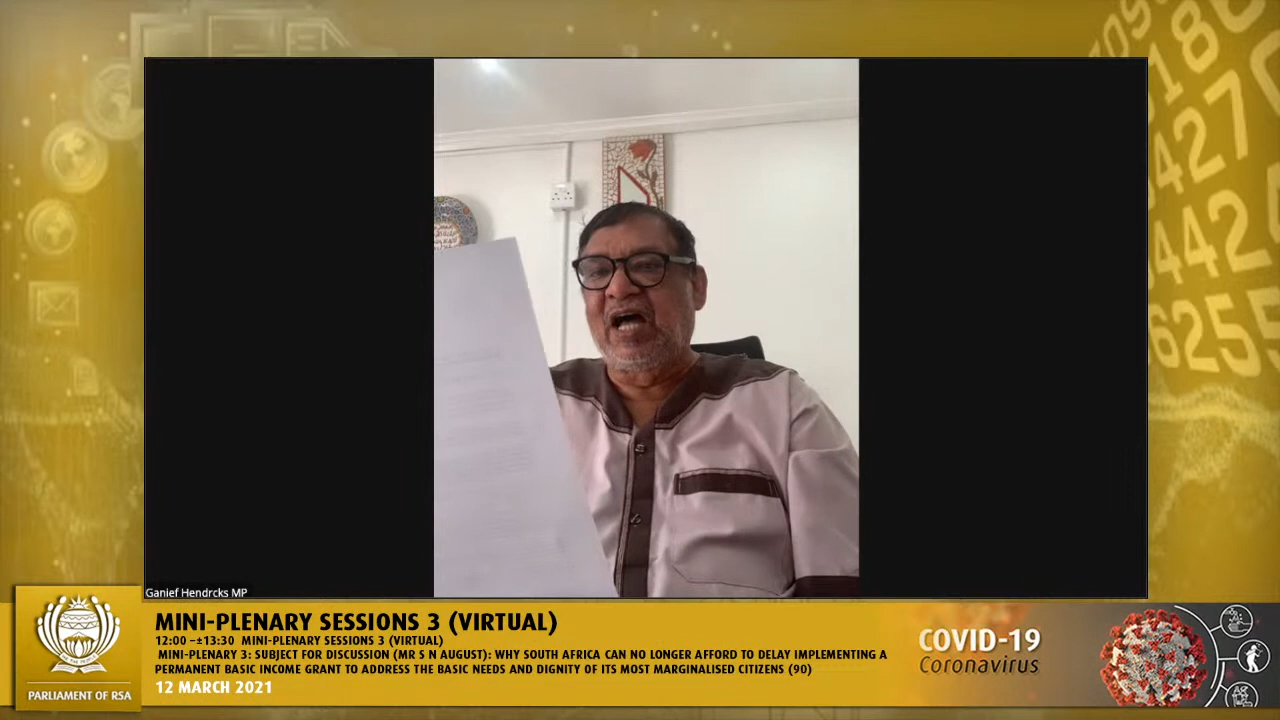 Ganief Hendrcks MP
MINI-PLENARY SESSIONS 3 (VIRTUAL)
12:00 –±13:30 MINI-PLENARY SESSIONS 3 (VIRTUAL)
MINI-PLENARY 3: SUBJECT FOR DISCUSSION (MR S N AUGUST): WHY SOUTH AFRICA CAN NO LONGER AFFORD TO DELAY IMPLEMENTING A
PERMANENT BASIC INCOME GRANT TO ADDRESS THE BASIC NEEDS AND DIGNITY OF ITS MOST MARGINALISED CITIZENS (90)
12 MARCH 2021
PARLIAMENT OF RSA
COVID-19
Coronavirus